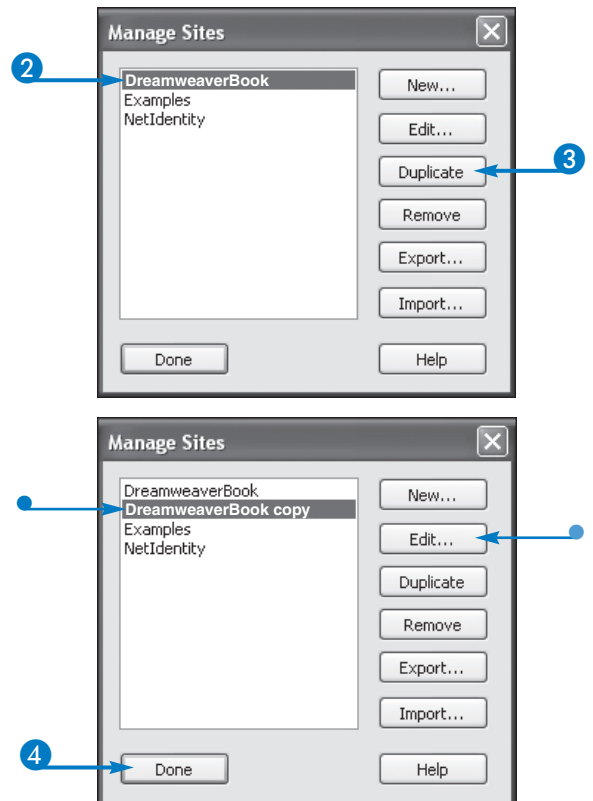 Manage Sites
2
DreamweaverBook
Examples
NetIdentity
New...
Edit...
Duplicate
3
Remove
Export...
Import...
Done
Help
Manage Sites
DreamweaverBook
DreamweaverBook copy
Examples
NetIdentity
New...
Edit...
Duplicate
Remove
Export...
Import...
4
Done
Help